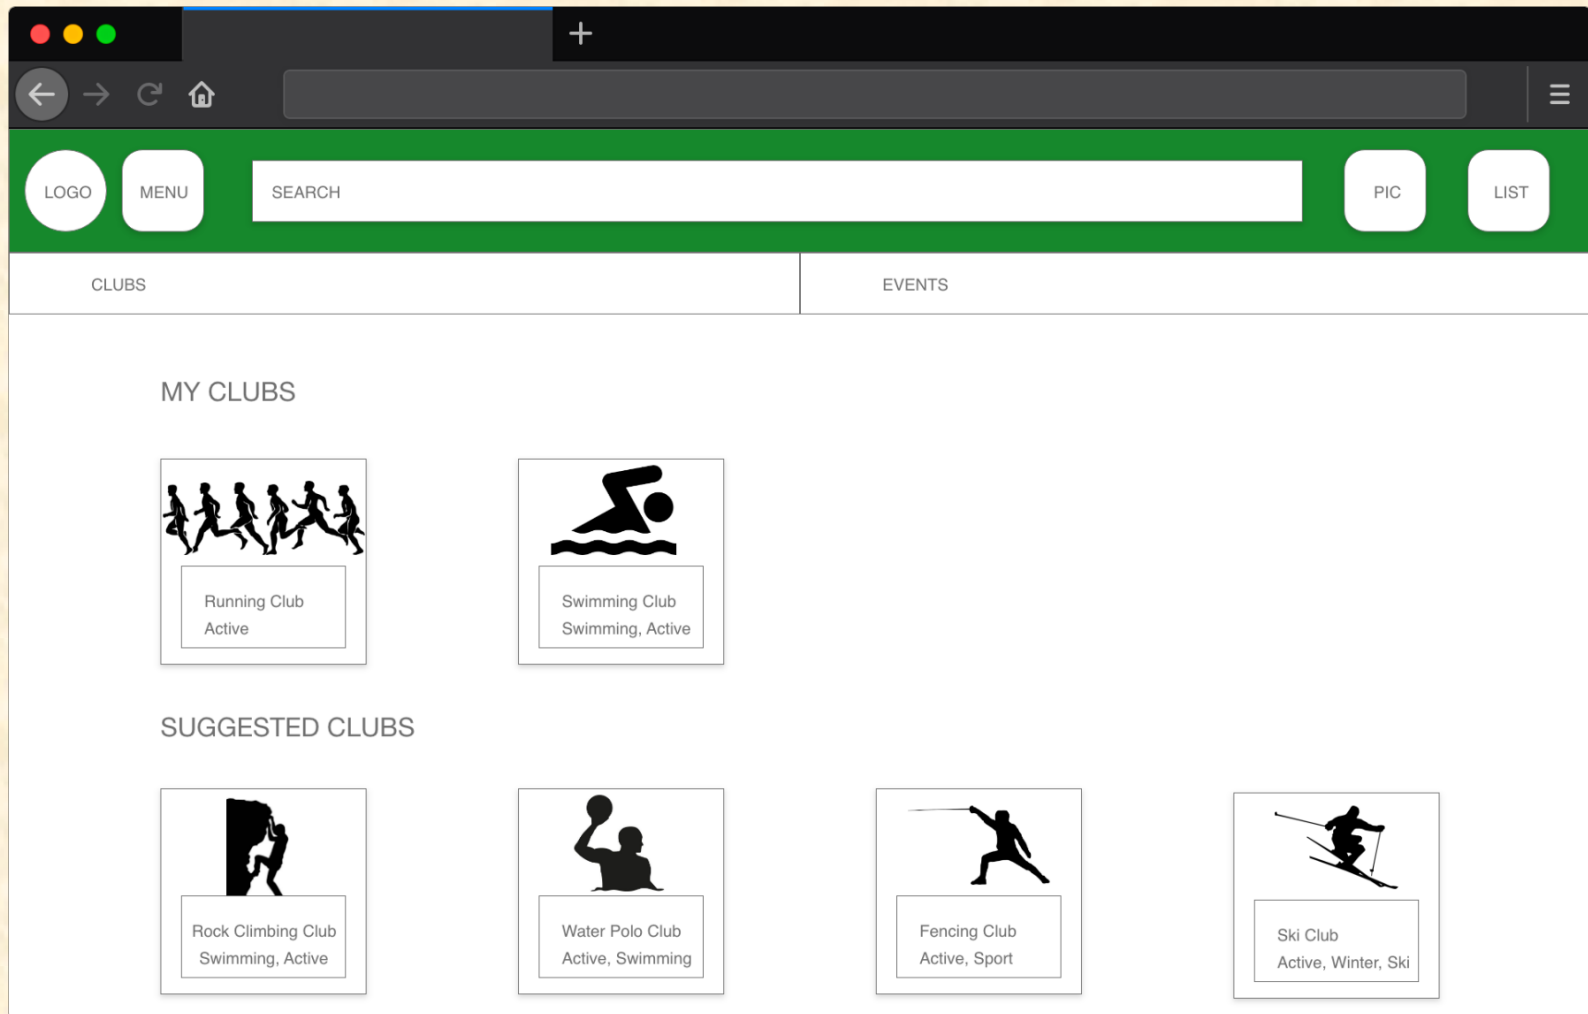 LOGO
MENU
SEARCH
PIC
LIST
CLUBS
EVENTS
MY CLUBS
Running Club
Active
Swimming Club
Swimming, Active
SUGGESTED CLUBS
Rock Climbing Club
Swimming, Active
Water Polo Club
Active, Swimming
Fencing Club
Active, Sport
Ski Club
Active, Winter, Ski